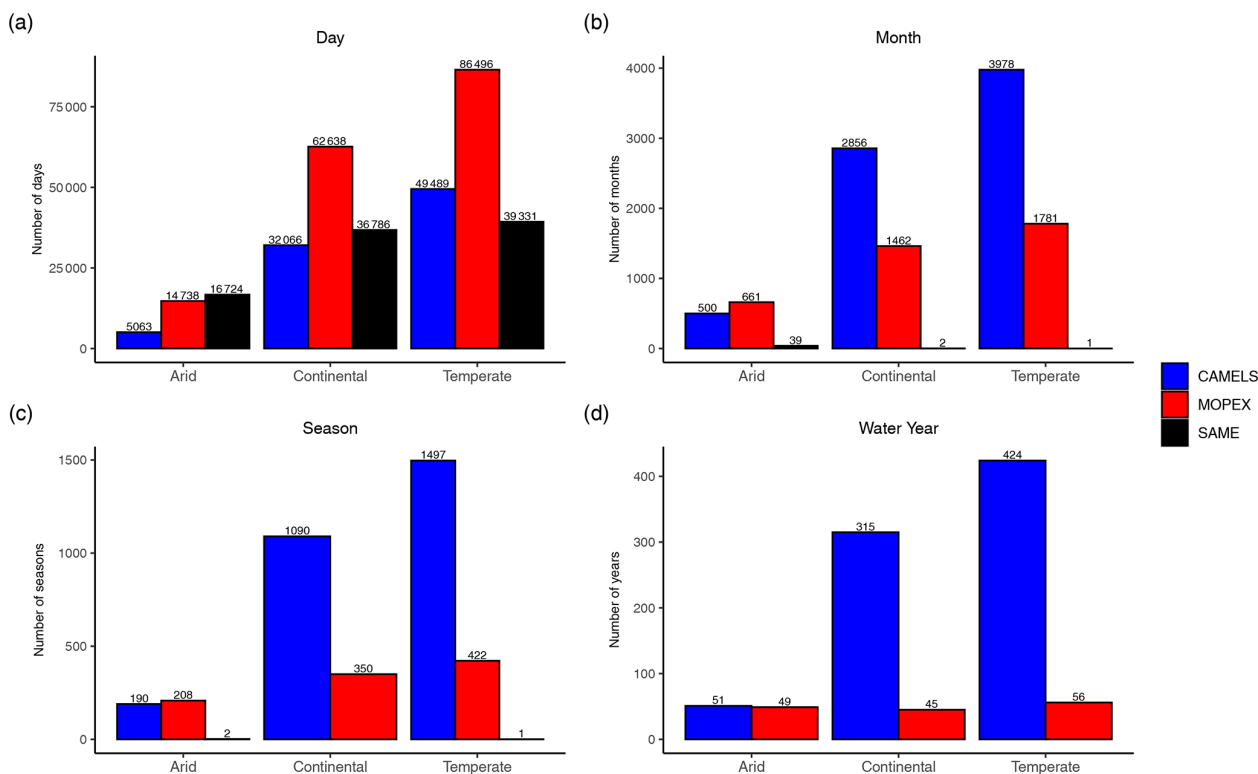 (a)
Day
Number of days
75 000
50 000
25 000
0
5063
14 738
16 724
32 066
62 638
36 786
49 489
86 496
39 331
Arid
Continental
Temperate
(b)
Month
Number of months
4000
3000
2000
1000
0
500
661
39
2856
1462
2
3978
1781
1
Arid
Continental
Temperate
(c)
Season
Number of seasons
1500
1000
500
0
190
208
2
1090
350
1497
422
1
Arid
Continental
Temperate
(d)
Water Year
Number of years
400
300
200
100
0
51
49
315
45
424
56
Arid
Continental
Temperate
CAMELS
MOPEX
SAME